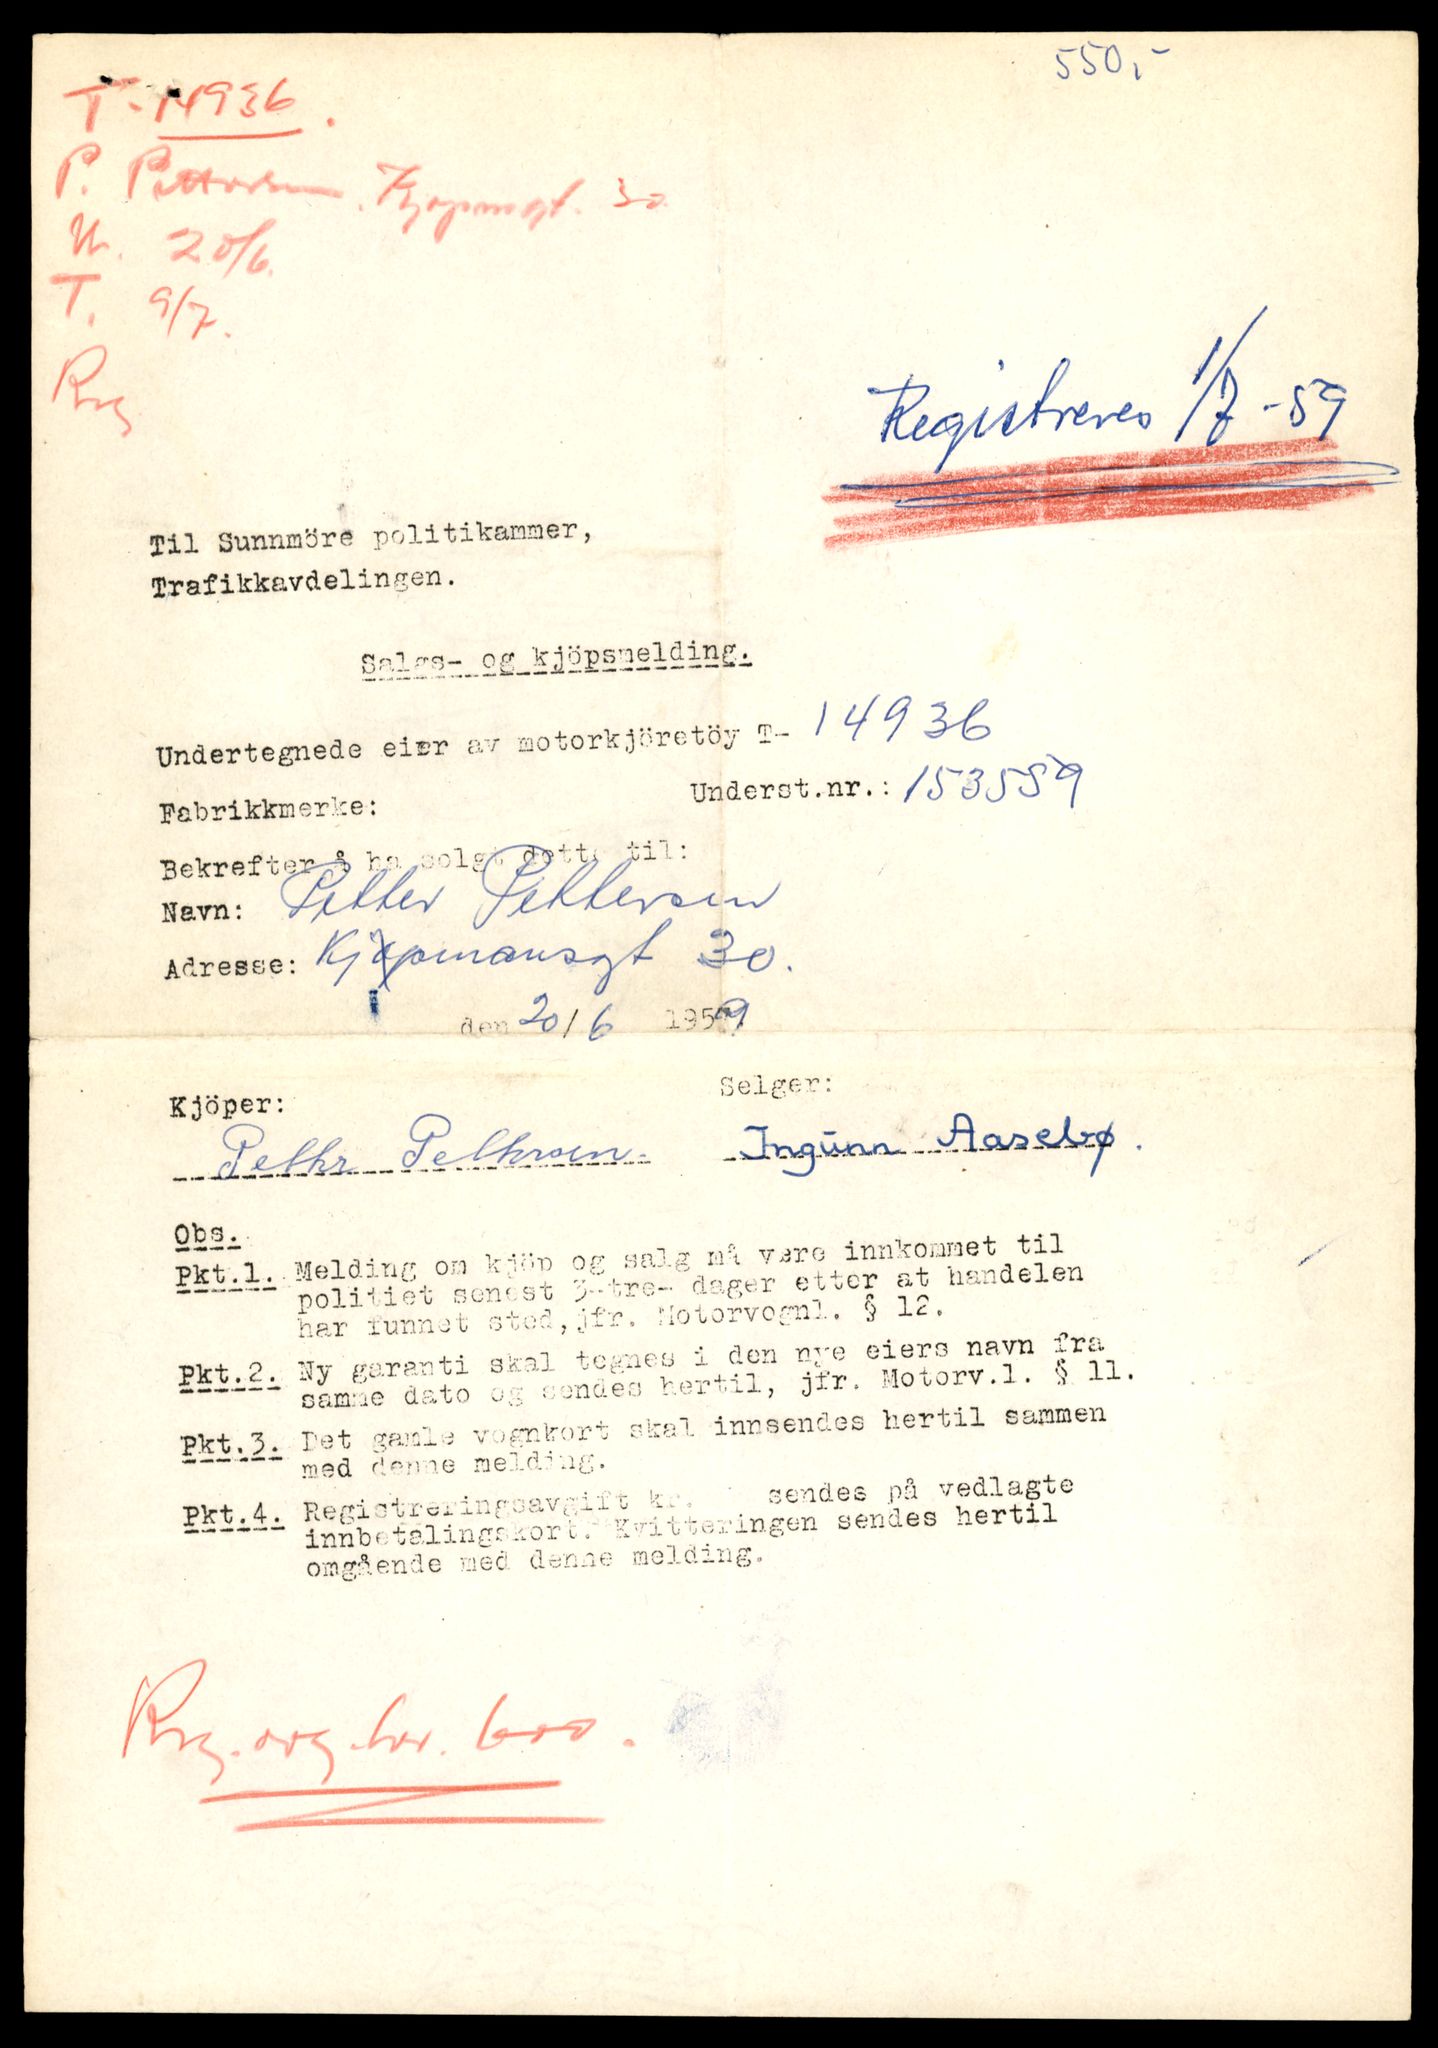 550,-
T-14936.
P. Pettersen. Kjøpmgt. 30
U. 20/6.
T. 9/7.
Reg
Registreres 1/7-59
Til Sunnmöre politikammer,
Trafikkavdelingen.
Salgs- og kjöpsmelding.
Undertegnede eier av motorkjöretöy T- 14936
Fabrikkmerke: Underst.nr.: 153559
Bekrefter å ha solgt dette til:
Navn: Petter Pettersen
Adresse: Kjøpmansgt 30.
den 20/6 1959
Kjöper: Selger:
Petter Pettersen. Ingunn Aasebø.
Obs.
Pkt.1. Melding om kjöp og salg må være innkommet til
politiet senest 3-tre- dager etter at handelen
har funnet sted, jfr. Motorvognl. § 12.
Pkt.2. Ny garanti skal tegnes i den nye eiers navn fra
samme dato og sendes hertil, jfr. Motorv.l. § 11.
Pkt.3. Det gamle vognkort skal innsendes hertil sammen
med denne melding.
Pkt.4. Registreringsavgift kr. sendes på vedlagte
innbetalingskort. Kvitteringen sendes hertil
omgående med denne melding.
Reg. avg. kr. 600.